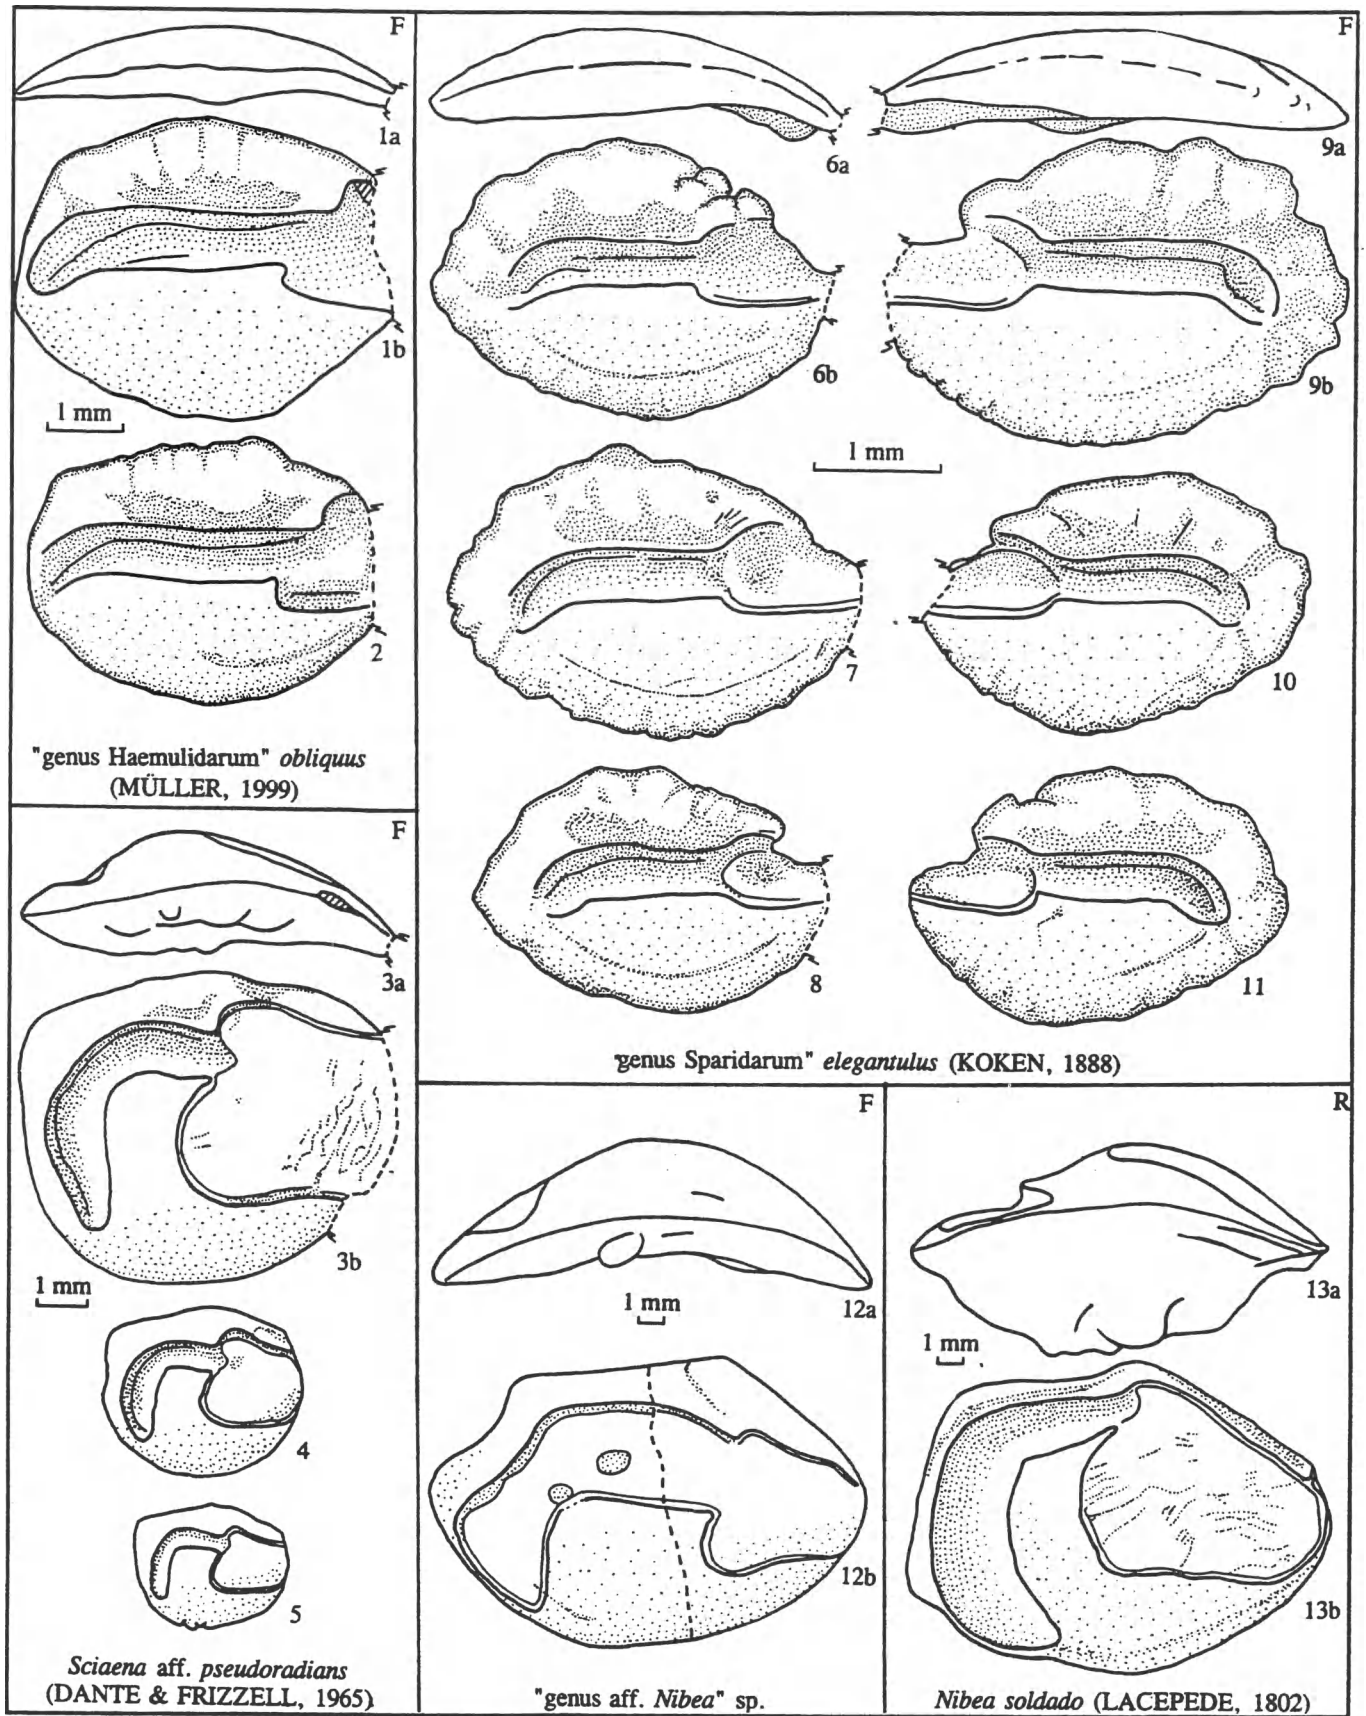 F
1a
1b
1 mm
2
"genus Haemulidarum" obliquus
(MÜLLER, 1999)
F
6a
9a
6b
9b
1 mm
7
10
8
11
"genus Sparidarum" elegantulus (KOKEN, 1888)
F
3a
3b
1 mm
4
5
Sciaena aff. pseudoradians
(DANTE & FRIZZELL, 1965)
F
12a
1 mm
12b
"genus aff. Nibea" sp.
R
13a
1 mm
13b
Nibea soldado (LACEPEDE, 1802)